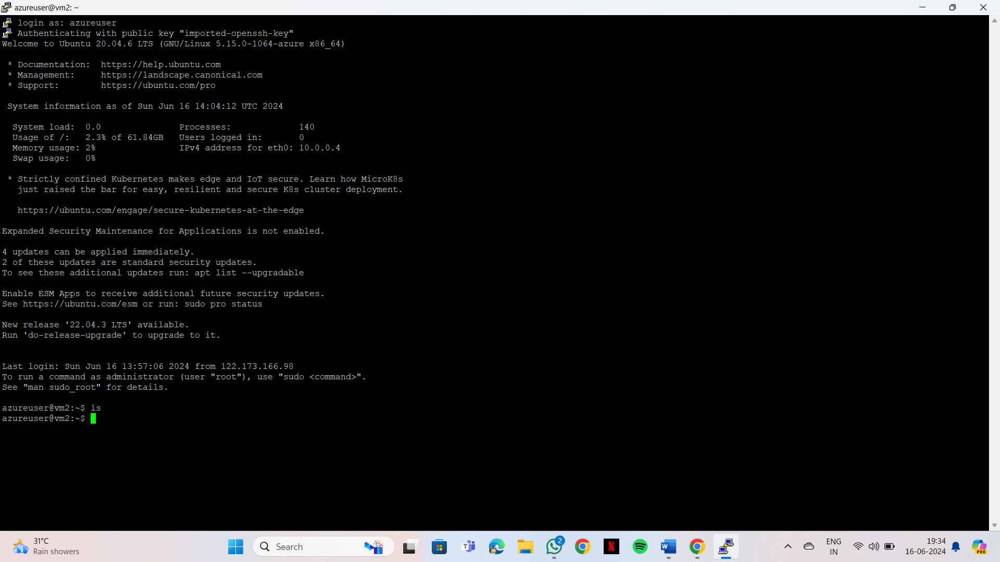 azureuser@vm2: ~
login as: azureuser
Authenticating with public key "imported-openssh-key"
Welcome to Ubuntu 20.04.6 LTS (GNU/Linux 5.15.0-1064-azure x86_64)
* Documentation:  https://help.ubuntu.com
* Management:     https://landscape.canonical.com
* Support:        https://ubuntu.com/pro
System information as of Sun Jun 16 14:04:12 UTC 2024
System load:  0.0               Processes:             140
Usage of /:   2.3% of 61.84GB   Users logged in:       0
Memory usage: 2%                IPv4 address for eth0: 10.0.0.4
Swap usage:   0%
* Strictly confined Kubernetes makes edge and IoT secure. Learn how MicroK8s
just raised the bar for easy, resilient and secure K8s cluster deployment.
https://ubuntu.com/engage/secure-kubernetes-at-the-edge
Expanded Security Maintenance for Applications is not enabled.
4 updates can be applied immediately.
2 of these updates are standard security updates.
To see these additional updates run: apt list --upgradable
Enable ESM Apps to receive additional future security updates.
See https://ubuntu.com/esm or run: sudo pro status
New release '22.04.3 LTS' available.
Run 'do-release-upgrade' to upgrade to it.
Last login: Sun Jun 16 13:57:06 2024 from 122.173.166.98
To run a command as administrator (user "root"), use "sudo <command>".
See "man sudo_root" for details.
azureuser@vm2:~$ ls
azureuser@vm2:~$
31°C
Rain showers
Search
2
ENG
IN
19:34
16-06-2024
PRE